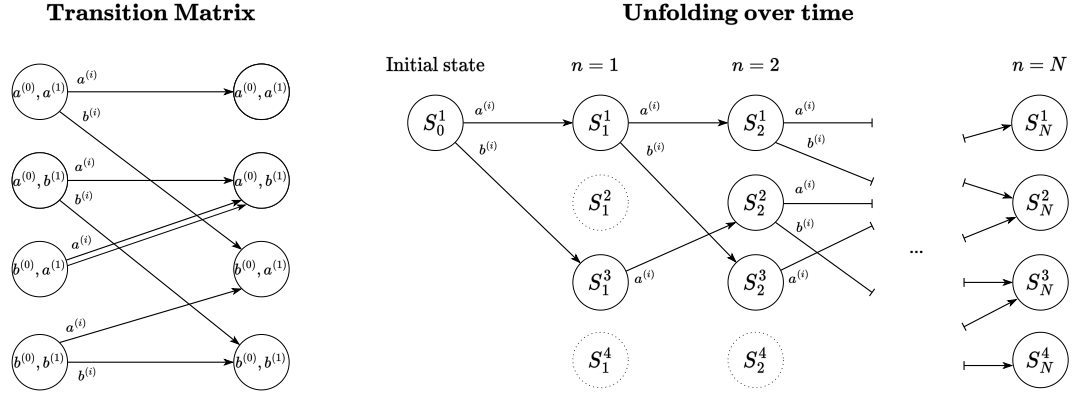 Transition Matrix
a^(0), a^(1) a^(i) a^(0), a^(1)
b^(i)
a^(0), b^(1) a^(i) a^(0), b^(1)
b^(i)
b^(0), a^(1) a^(i) b^(0), a^(1)
b^(0), b^(1) a^(i) b^(0), b^(1)
b^(i)
Unfolding over time
Initial state n = 1 n = 2 n = N
S_0^1 a^(i) S_1^1 a^(i) S_2^1 a^(i) S_N^1
b^(i) b^(i) b^(i)
S_1^2 S_2^2 a^(i) S_N^2
b^(i)
...
S_1^3 a^(i) S_2^3 a^(i) S_N^3
S_1^4 S_2^4 S_N^4